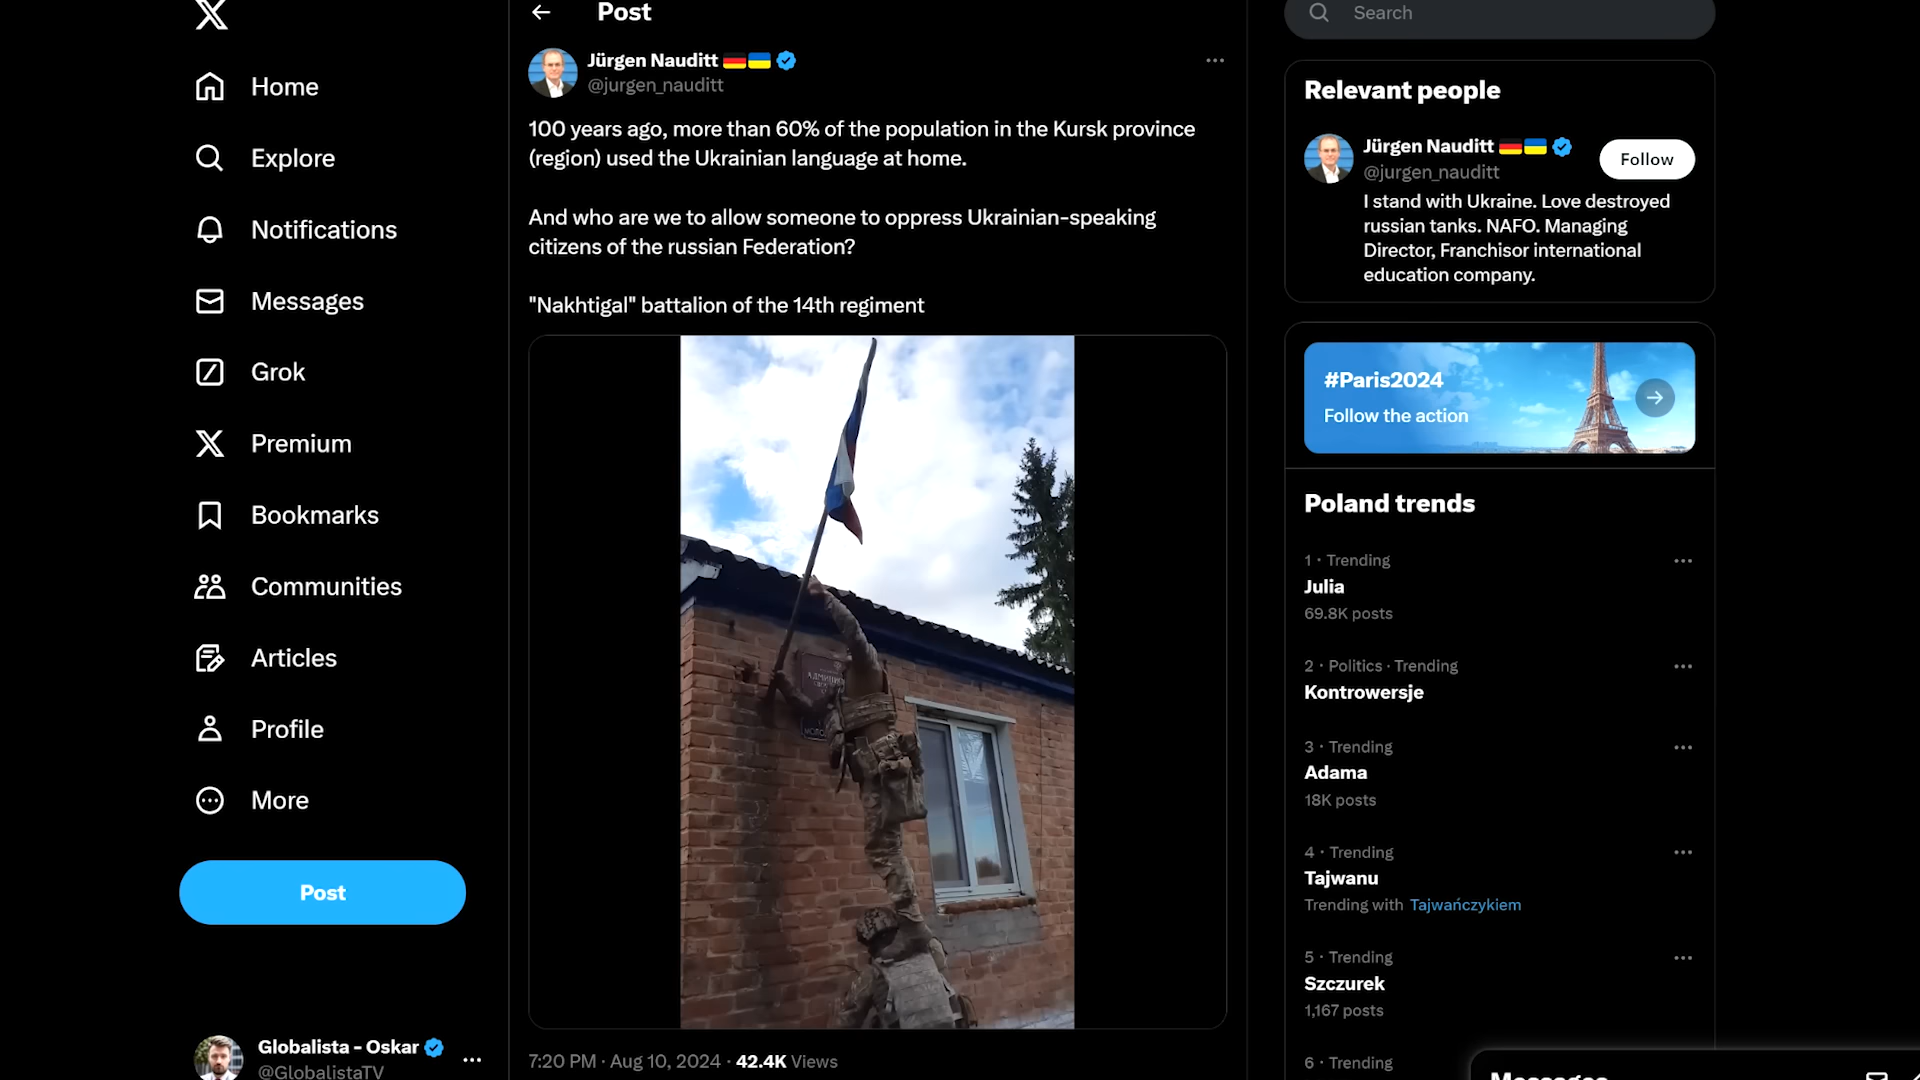 Home
Explore
Notifications
Messages
Grok
Premium
Bookmarks
Communities
Articles
Profile
More
Post
Globalista - Oskar
@GlobalistaTV
Post
Jürgen Nauditt
@jurgen_nauditt
100 years ago, more than 60% of the population in the Kursk province
(region) used the Ukrainian language at home.
And who are we to allow someone to oppress Ukrainian-speaking
citizens of the russian Federation?
"Nakhtigal" battalion of the 14th regiment
7:20 PM · Aug 10, 2024 · 42.4K Views
Search
Relevant people
Jürgen Nauditt
@jurgen_nauditt
Follow
I stand with Ukraine. Love destroyed
russian tanks. NAFO. Managing
Director, Franchisor international
education company.
#Paris2024
Follow the action
Poland trends
1 · Trending
Julia
69.8K posts
2 · Politics · Trending
Kontrowersje
3 · Trending
Adama
18K posts
4 · Trending
Tajwanu
Trending with Tajwańczykiem
5 · Trending
Szczurek
1,167 posts
6 · Trending
Messages